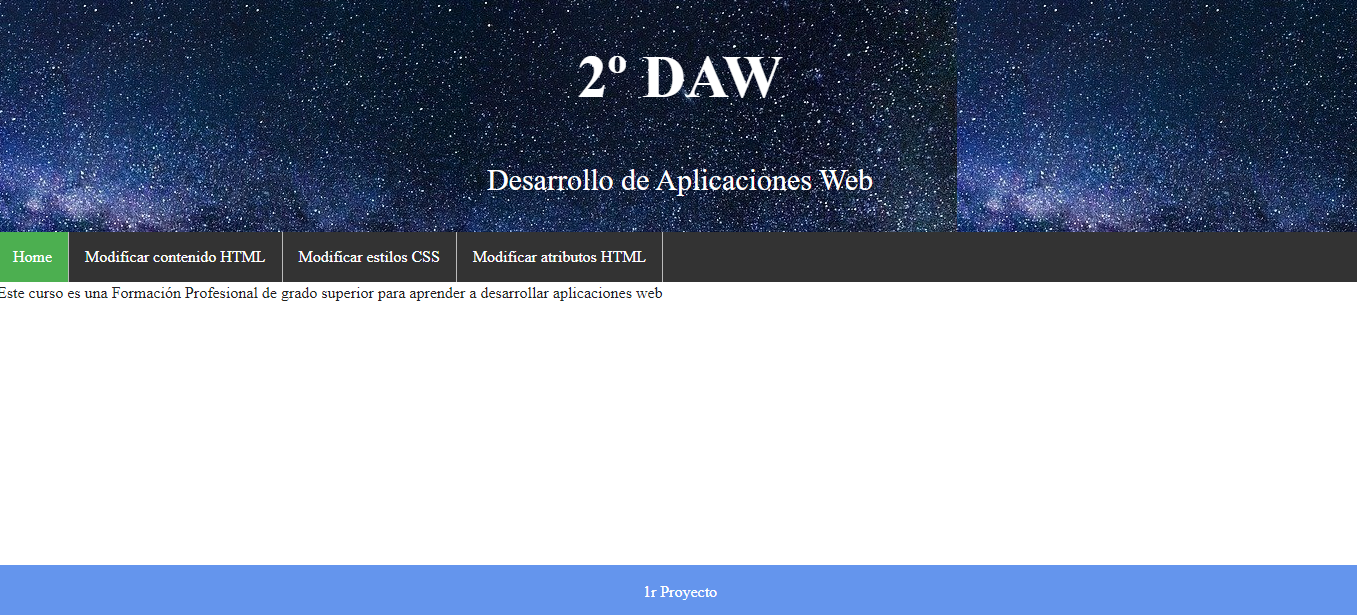 2º DAW
Desarrollo de Aplicaciones Web
Home Modificar contenido HTML Modificar estilos CSS Modificar atributos HTML
Este curso es una Formación Profesional de grado superior para aprender a desarrollar aplicaciones web
1r Proyecto